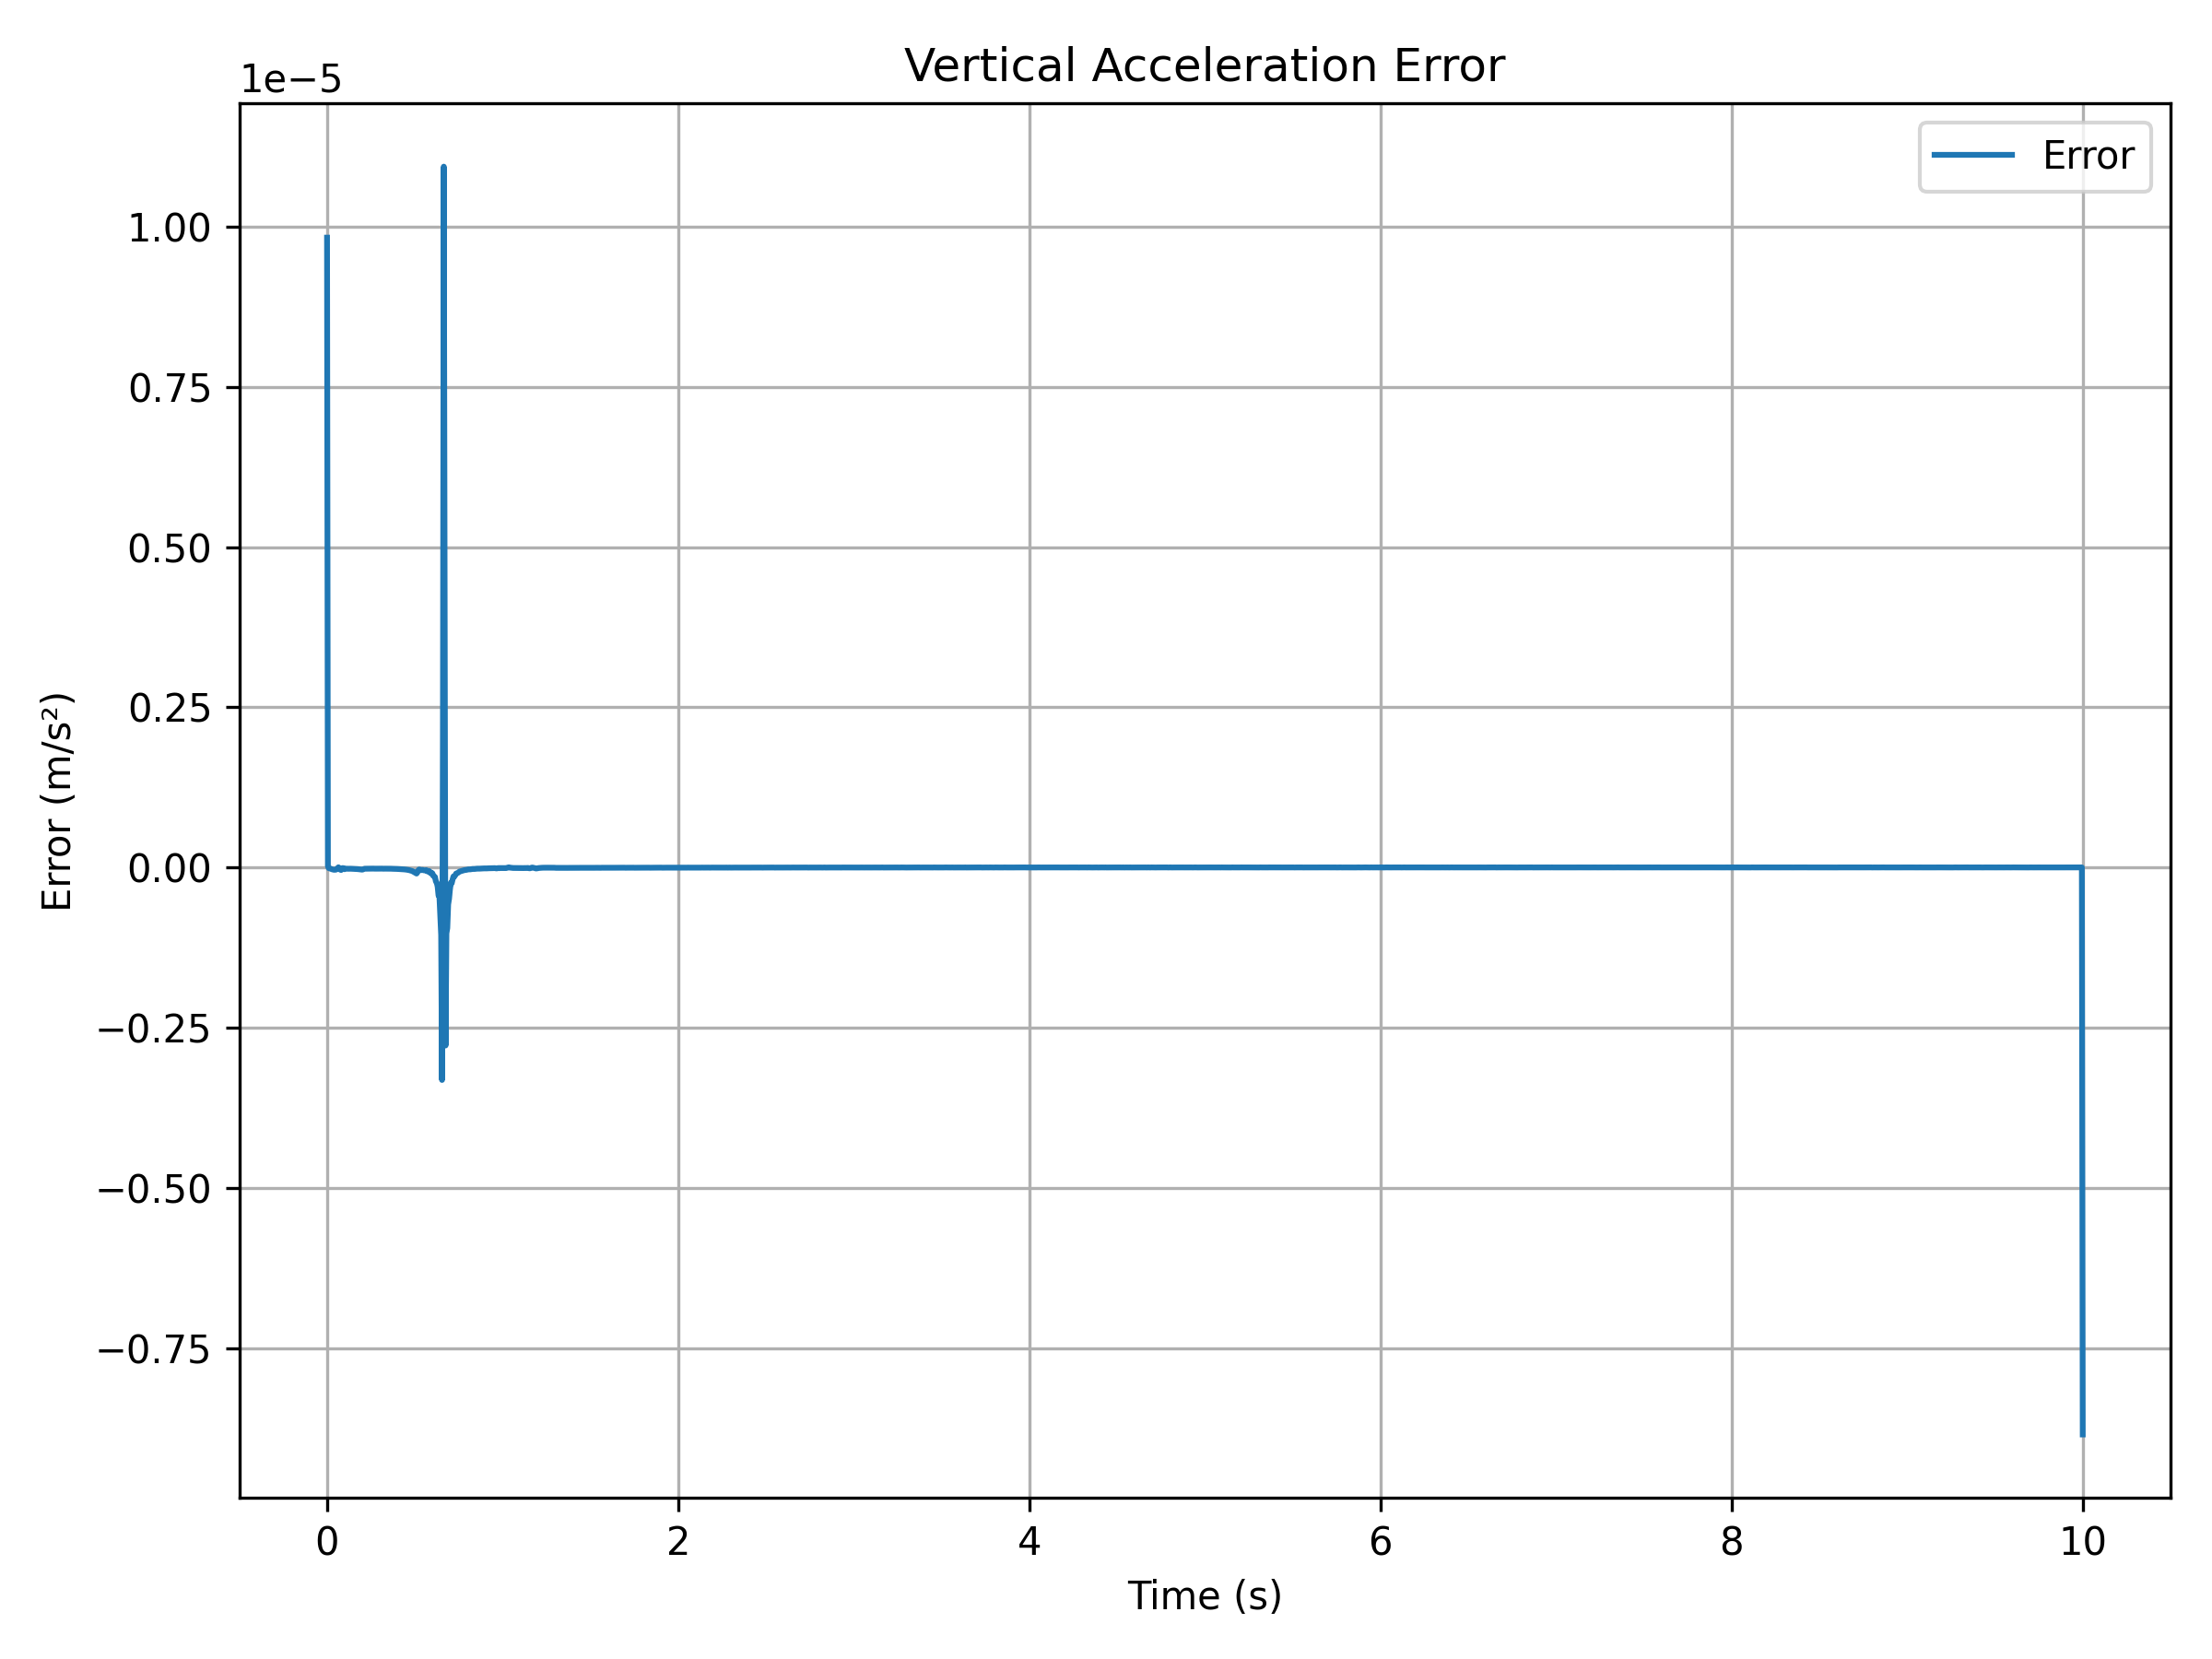 Vertical Acceleration Error
1e−5
Error
1.00
0.75
0.50
0.25
0.00
−0.25
−0.50
−0.75
Error (m/s²)
0 2 4 6 8 10
Time (s)